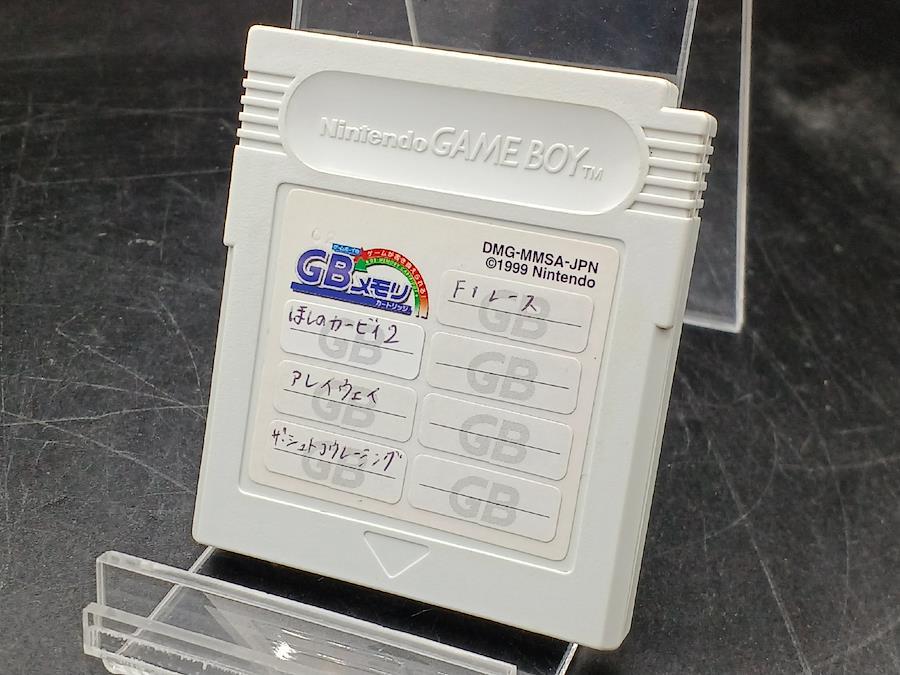 Nintendo GAME BOY TM
DMG-MMSA-JPN
©1999 Nintendo
ゲームが書き換えられる!
GBメモリ
カートリッジ
ほしのカービィ2
アレイウェイ
ザ・シュトコウレーシング
F1レース
GB
GB
GB
GB
GB
GB
GB